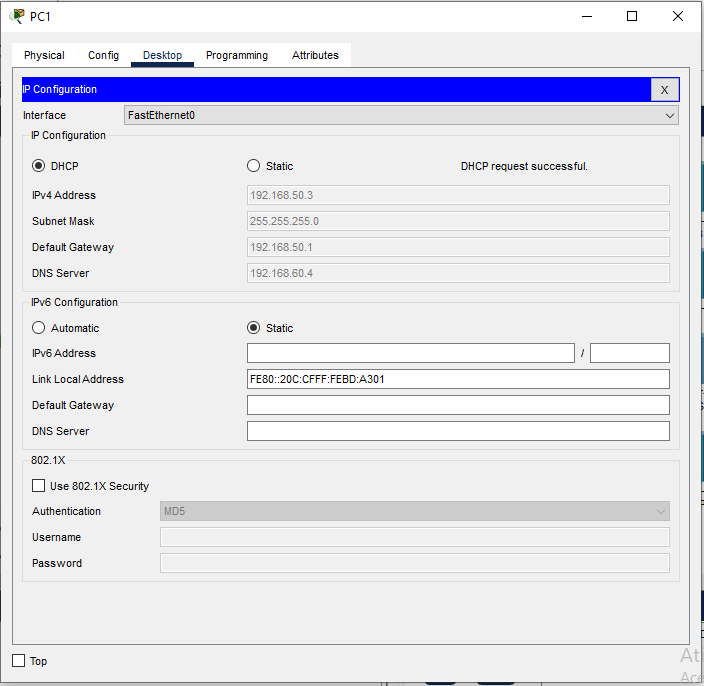 PC1
Physical Config Desktop Programming Attributes
IP Configuration X
Interface FastEthernet0
IP Configuration
DHCP Static DHCP request successful.
IPv4 Address 192.168.50.3
Subnet Mask 255.255.255.0
Default Gateway 192.168.50.1
DNS Server 192.168.60.4
IPv6 Configuration
Automatic Static
IPv6 Address /
Link Local Address FE80::20C:CFFF:FEBD:A301
Default Gateway
DNS Server
802.1X
Use 802.1X Security
Authentication MD5
Username
Password
Top